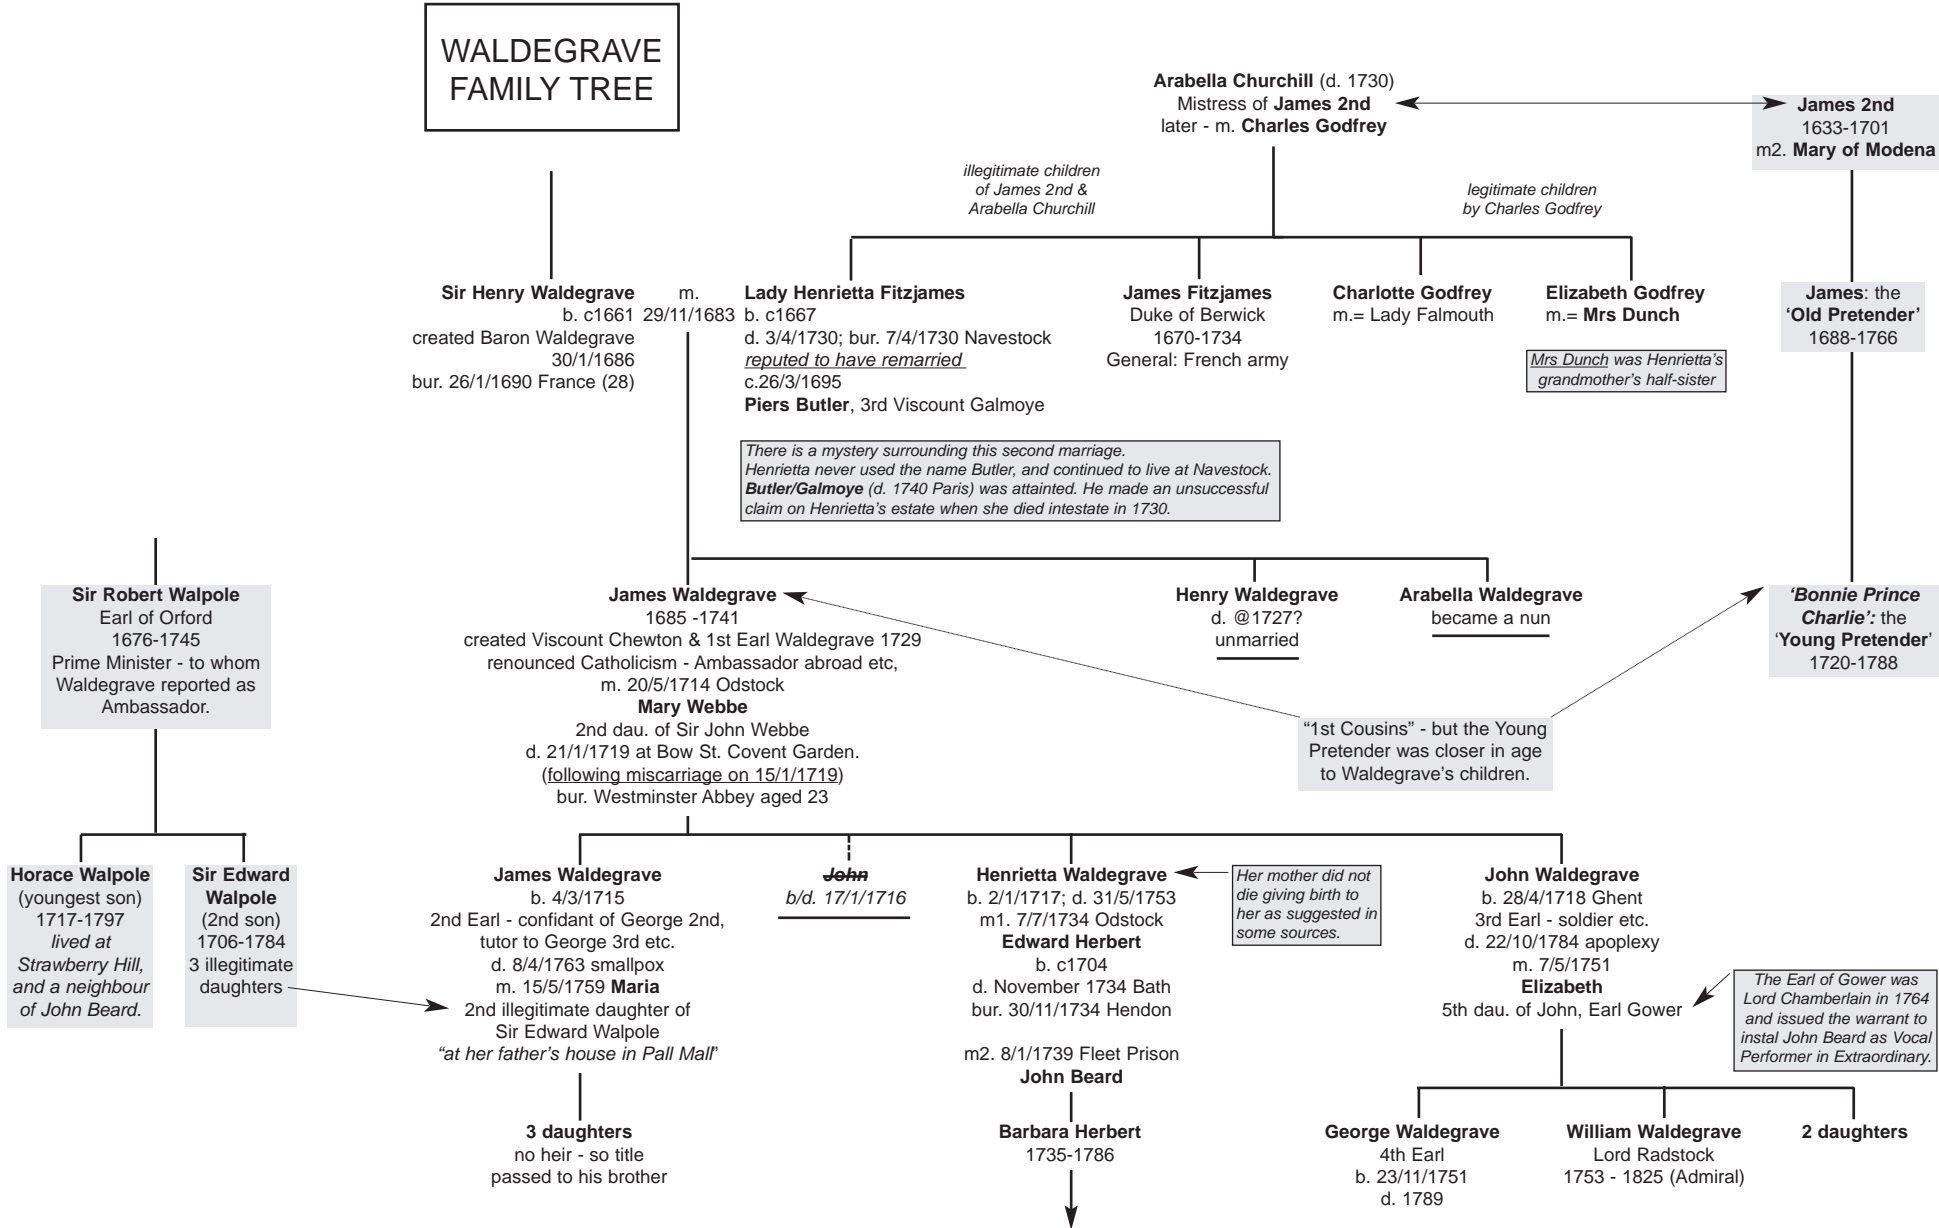 WALDEGRAVE
FAMILY TREE
Arabella Churchill (d. 1730)
Mistress of James 2nd
later - m. Charles Godfrey
James 2nd
1633-1701
m2. Mary of Modena
illegitimate children
of James 2nd &
Arabella Churchill
legitimate children
by Charles Godfrey
Sir Henry Waldegrave
b. c1661
created Baron Waldegrave
30/1/1686
bur. 26/1/1690 France (28)
m.
29/11/1683
Lady Henrietta Fitzjames
b. c1667
d. 3/4/1730; bur. 7/4/1730 Navestock
reputed to have remarried
c.26/3/1695
Piers Butler, 3rd Viscount Galmoye
James Fitzjames
Duke of Berwick
1670-1734
General: French army
Charlotte Godfrey
m.= Lady Falmouth
Elizabeth Godfrey
m.= Mrs Dunch
Mrs Dunch was Henrietta's
grandmother's half-sister
James: the
'Old Pretender'
1688-1766
There is a mystery surrounding this second marriage.
Henrietta never used the name Butler, and continued to live at Navestock.
Butler/Galmoye (d. 1740 Paris) was attainted. He made an unsuccessful
claim on Henrietta's estate when she died intestate in 1730.
Sir Robert Walpole
Earl of Orford
1676-1745
Prime Minister - to whom
Waldegrave reported as
Ambassador.
James Waldegrave
1685 -1741
created Viscount Chewton & 1st Earl Waldegrave 1729
renounced Catholicism - Ambassador abroad etc,
m. 20/5/1714 Odstock
Mary Webbe
2nd dau. of Sir John Webbe
d. 21/1/1719 at Bow St. Covent Garden.
(following miscarriage on 15/1/1719)
bur. Westminster Abbey aged 23
Henry Waldegrave
d. @1727?
unmarried
Arabella Waldegrave
became a nun
'Bonnie Prince
Charlie': the
'Young Pretender'
1720-1788
"1st Cousins" - but the Young
Pretender was closer in age
to Waldegrave's children.
Horace Walpole
(youngest son)
1717-1797
lived at
Strawberry Hill,
and a neighbour
of John Beard.
Sir Edward
Walpole
(2nd son)
1706-1784
3 illegitimate
daughters
James Waldegrave
b. 4/3/1715
2nd Earl - confidant of George 2nd,
tutor to George 3rd etc.
d. 8/4/1763 smallpox
m. 15/5/1759 Maria
2nd illegitimate daughter of
Sir Edward Walpole
"at her father's house in Pall Mall"
John
b/d. 17/1/1716
Henrietta Waldegrave
b. 2/1/1717; d. 31/5/1753
m1. 7/7/1734 Odstock
Edward Herbert
b. c1704
d. November 1734 Bath
bur. 30/11/1734 Hendon
m2. 8/1/1739 Fleet Prison
John Beard
Her mother did not
die giving birth to
her as suggested in
some sources.
John Waldegrave
b. 28/4/1718 Ghent
3rd Earl - soldier etc.
d. 22/10/1784 apoplexy
m. 7/5/1751
Elizabeth
5th dau. of John, Earl Gower
The Earl of Gower was
Lord Chamberlain in 1764
and issued the warrant to
instal John Beard as Vocal
Performer in Extraordinary.
3 daughters
no heir - so title
passed to his brother
Barbara Herbert
1735-1786
George Waldegrave
4th Earl
b. 23/11/1751
d. 1789
William Waldegrave
Lord Radstock
1753 - 1825 (Admiral)
2 daughters